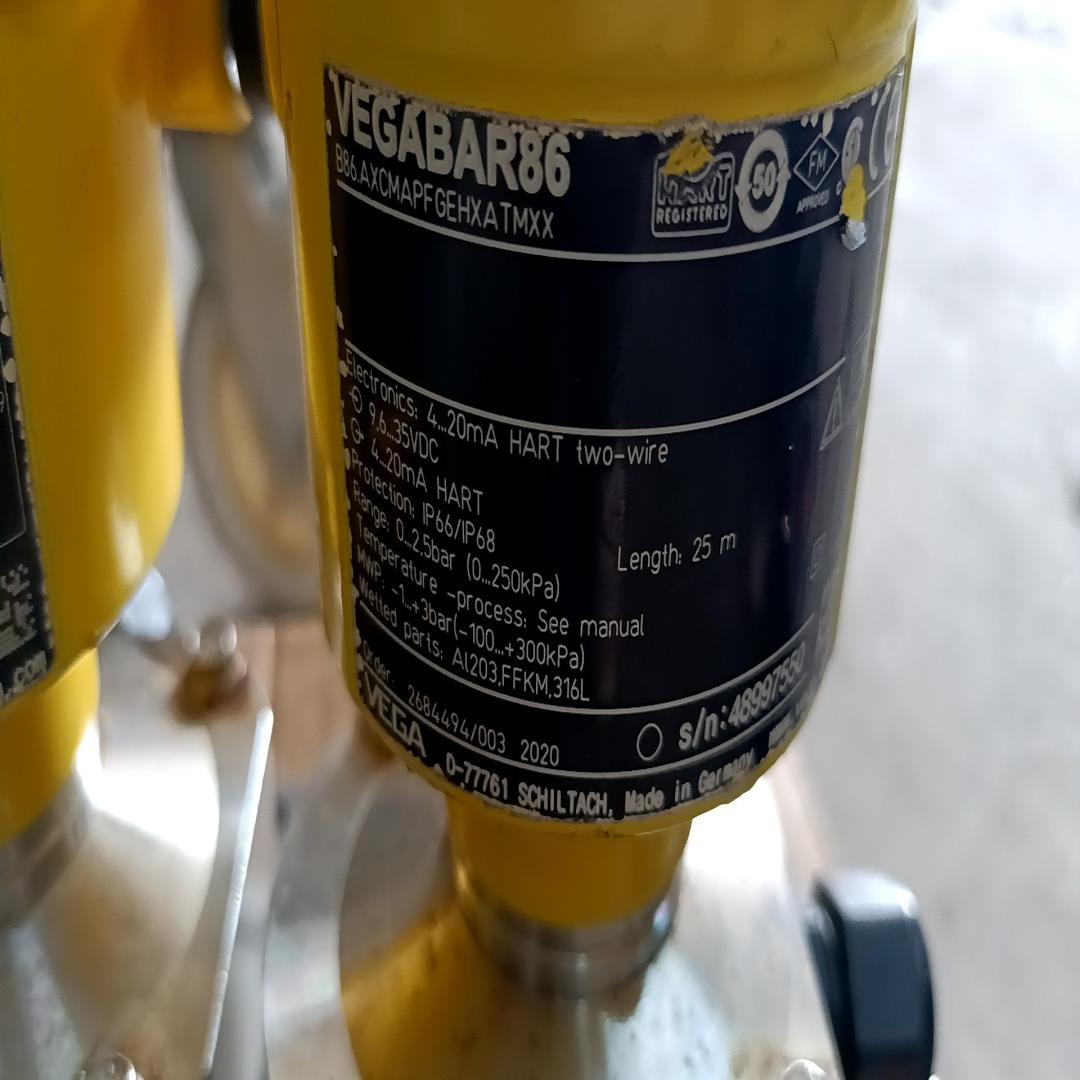 VEGABAR86
B86.AXCMAPFGEHXATMXX
HART
REGISTERED
50
FM
APPROVED
Electronics: 4...20mA HART two-wire
9,6...35VDC
4...20mA HART
Protection: IP66/IP68
Range: 0...2,5bar (0...250kPa)
Length: 25 m
Temperature -process: See manual
MWP: -1...+3bar(-100...+300kPa)
Wetted parts: Al203,FFKM,316L
Order: 2684494/003 2020
s/n: 48997550
VEGA D-77761 SCHILTACH, Made in Germany
.com